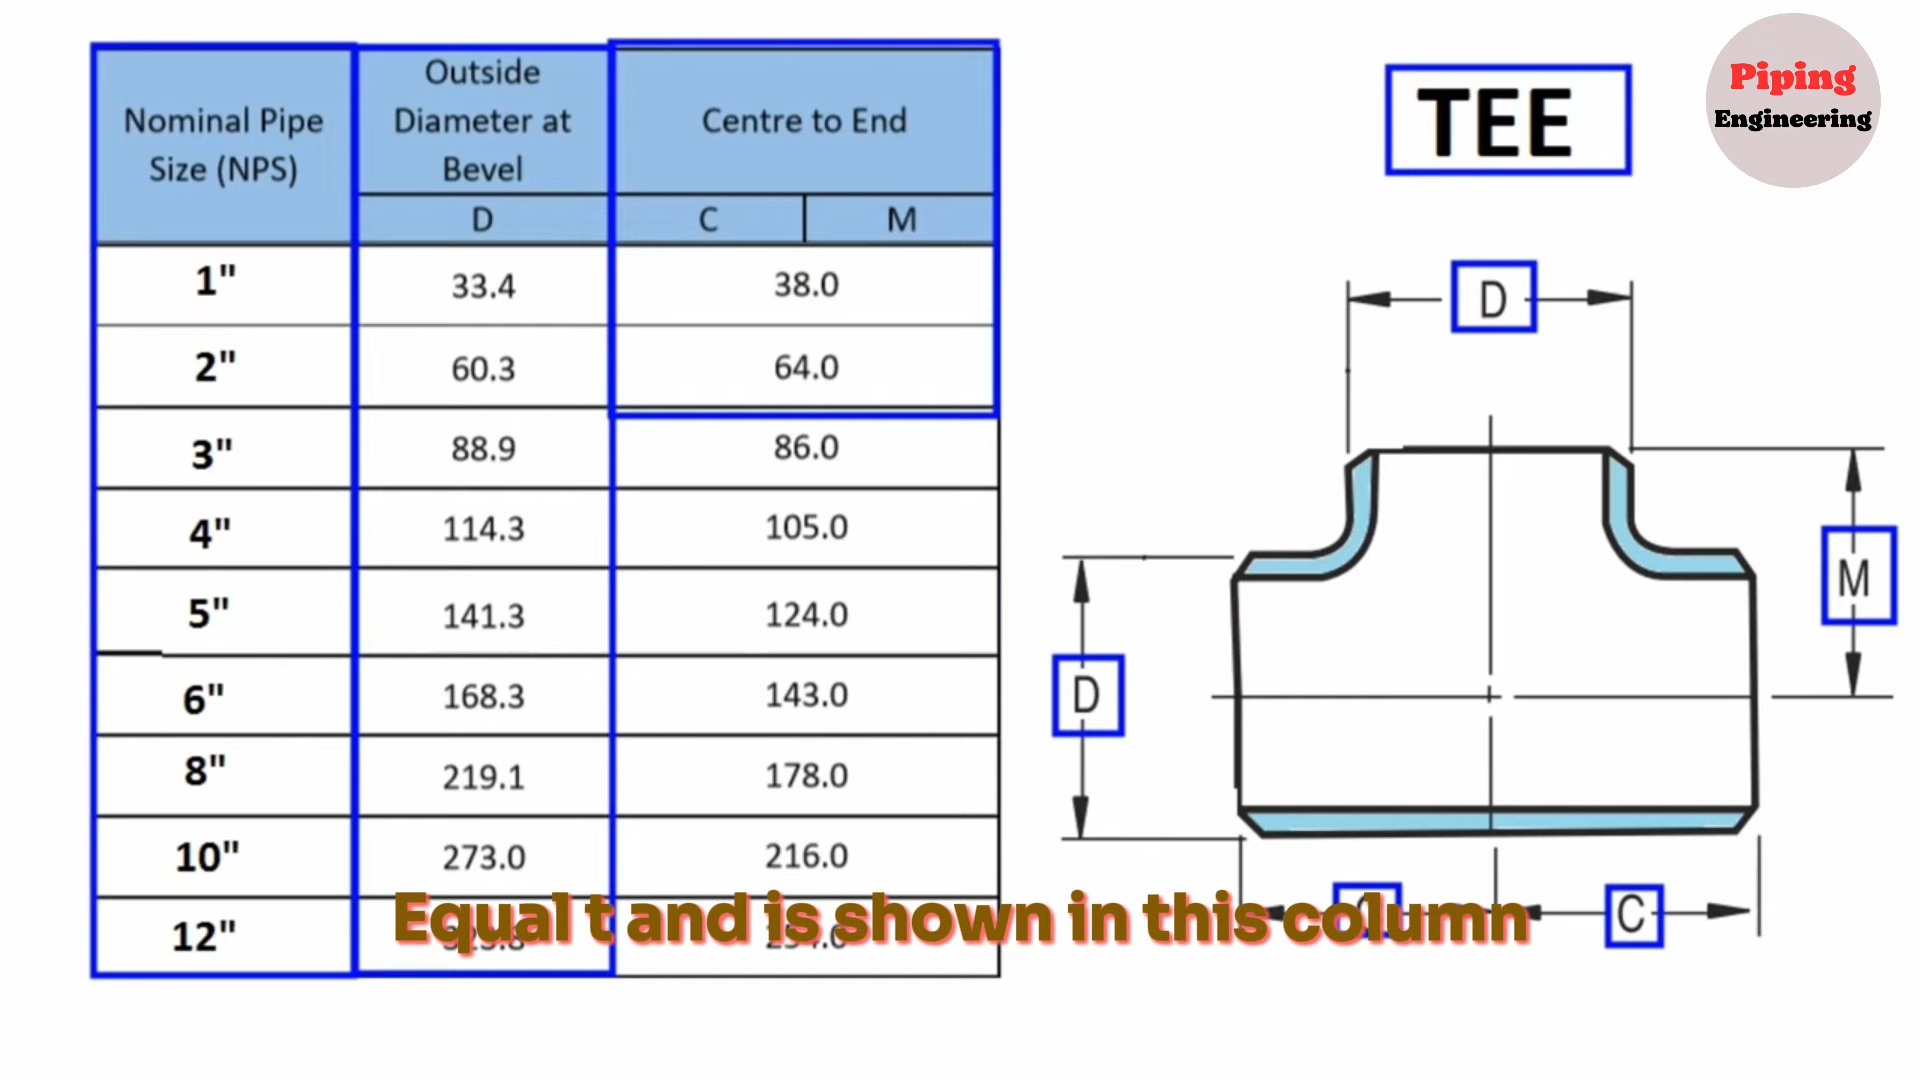 Nominal Pipe
Size (NPS)
Outside
Diameter at
Bevel
Centre to End
D
C
M
1"
33.4
38.0
2"
60.3
64.0
3"
88.9
86.0
4"
114.3
105.0
5"
141.3
124.0
6"
168.3
143.0
8"
219.1
178.0
10"
273.0
216.0
12"
TEE
Piping
Engineering
D
M
D
C
Equal t and is shown in this column